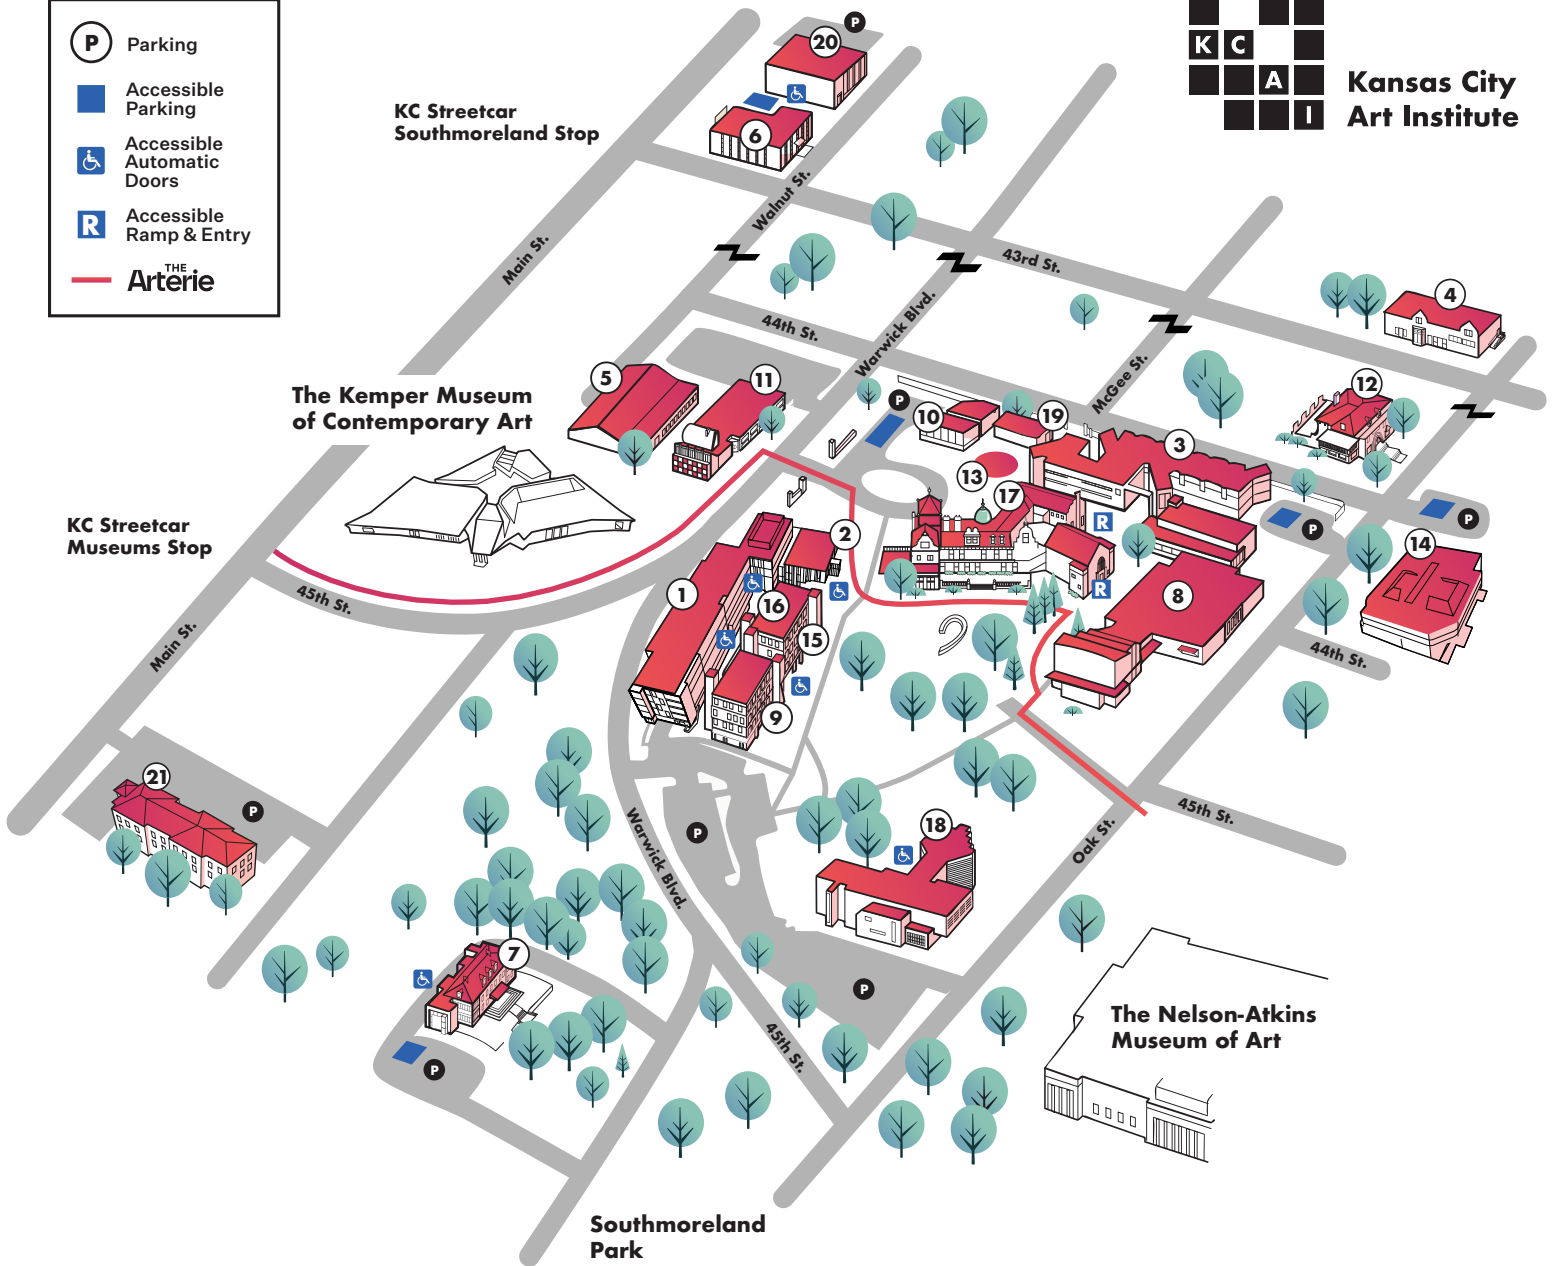 P Parking
Accessible
Parking
Accessible
Automatic
Doors
R Accessible
Ramp & Entry
THE
Arterie
KC
A
I
Kansas City
Art Institute
KC Streetcar
Southmoreland Stop
P
20
6
Walnut St.
Main St.
43rd St.
44th St.
Warwick Blvd.
McGee St.
4
12
The Kemper Museum
of Contemporary Art
5
11
P
10
19
3
13
17
R
P
P
14
KC Streetcar
Museums Stop
2
1
16
15
9
R
8
45th St.
Main St.
44th St.
21
P
Warwick Blvd.
P
18
Oak St.
45th St.
7
P
P
45th St.
The Nelson-Atkins
Museum of Art
Southmoreland
Park